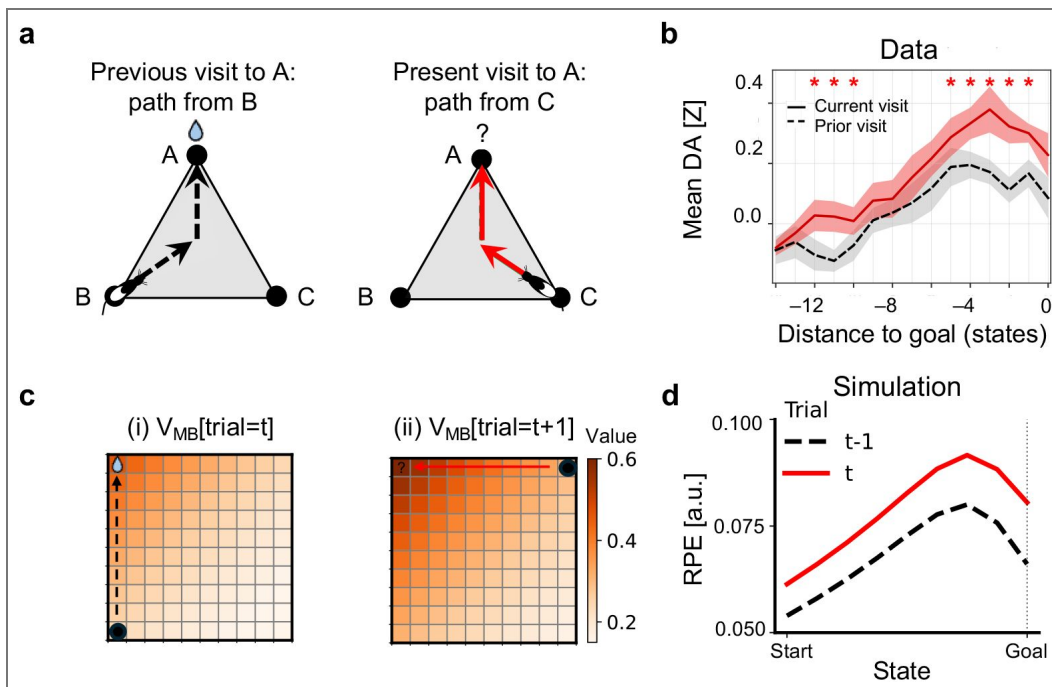 a
Previous visit to A:
path from B
A
B
C
Present visit to A:
path from C
?
A
B
C
b
Data
Mean DA [Z]
0.4
0.2
0.0
* * * * * * * *
Current visit
Prior visit
−12
−8
−4
0
Distance to goal (states)
c
(i) VMB[trial=t]
(ii) VMB[trial=t+1]
?
Value
0.6
0.4
0.2
d
Simulation
RPE [a.u.]
0.100
0.075
0.050
Trial
t-1
t
Start
Goal
State